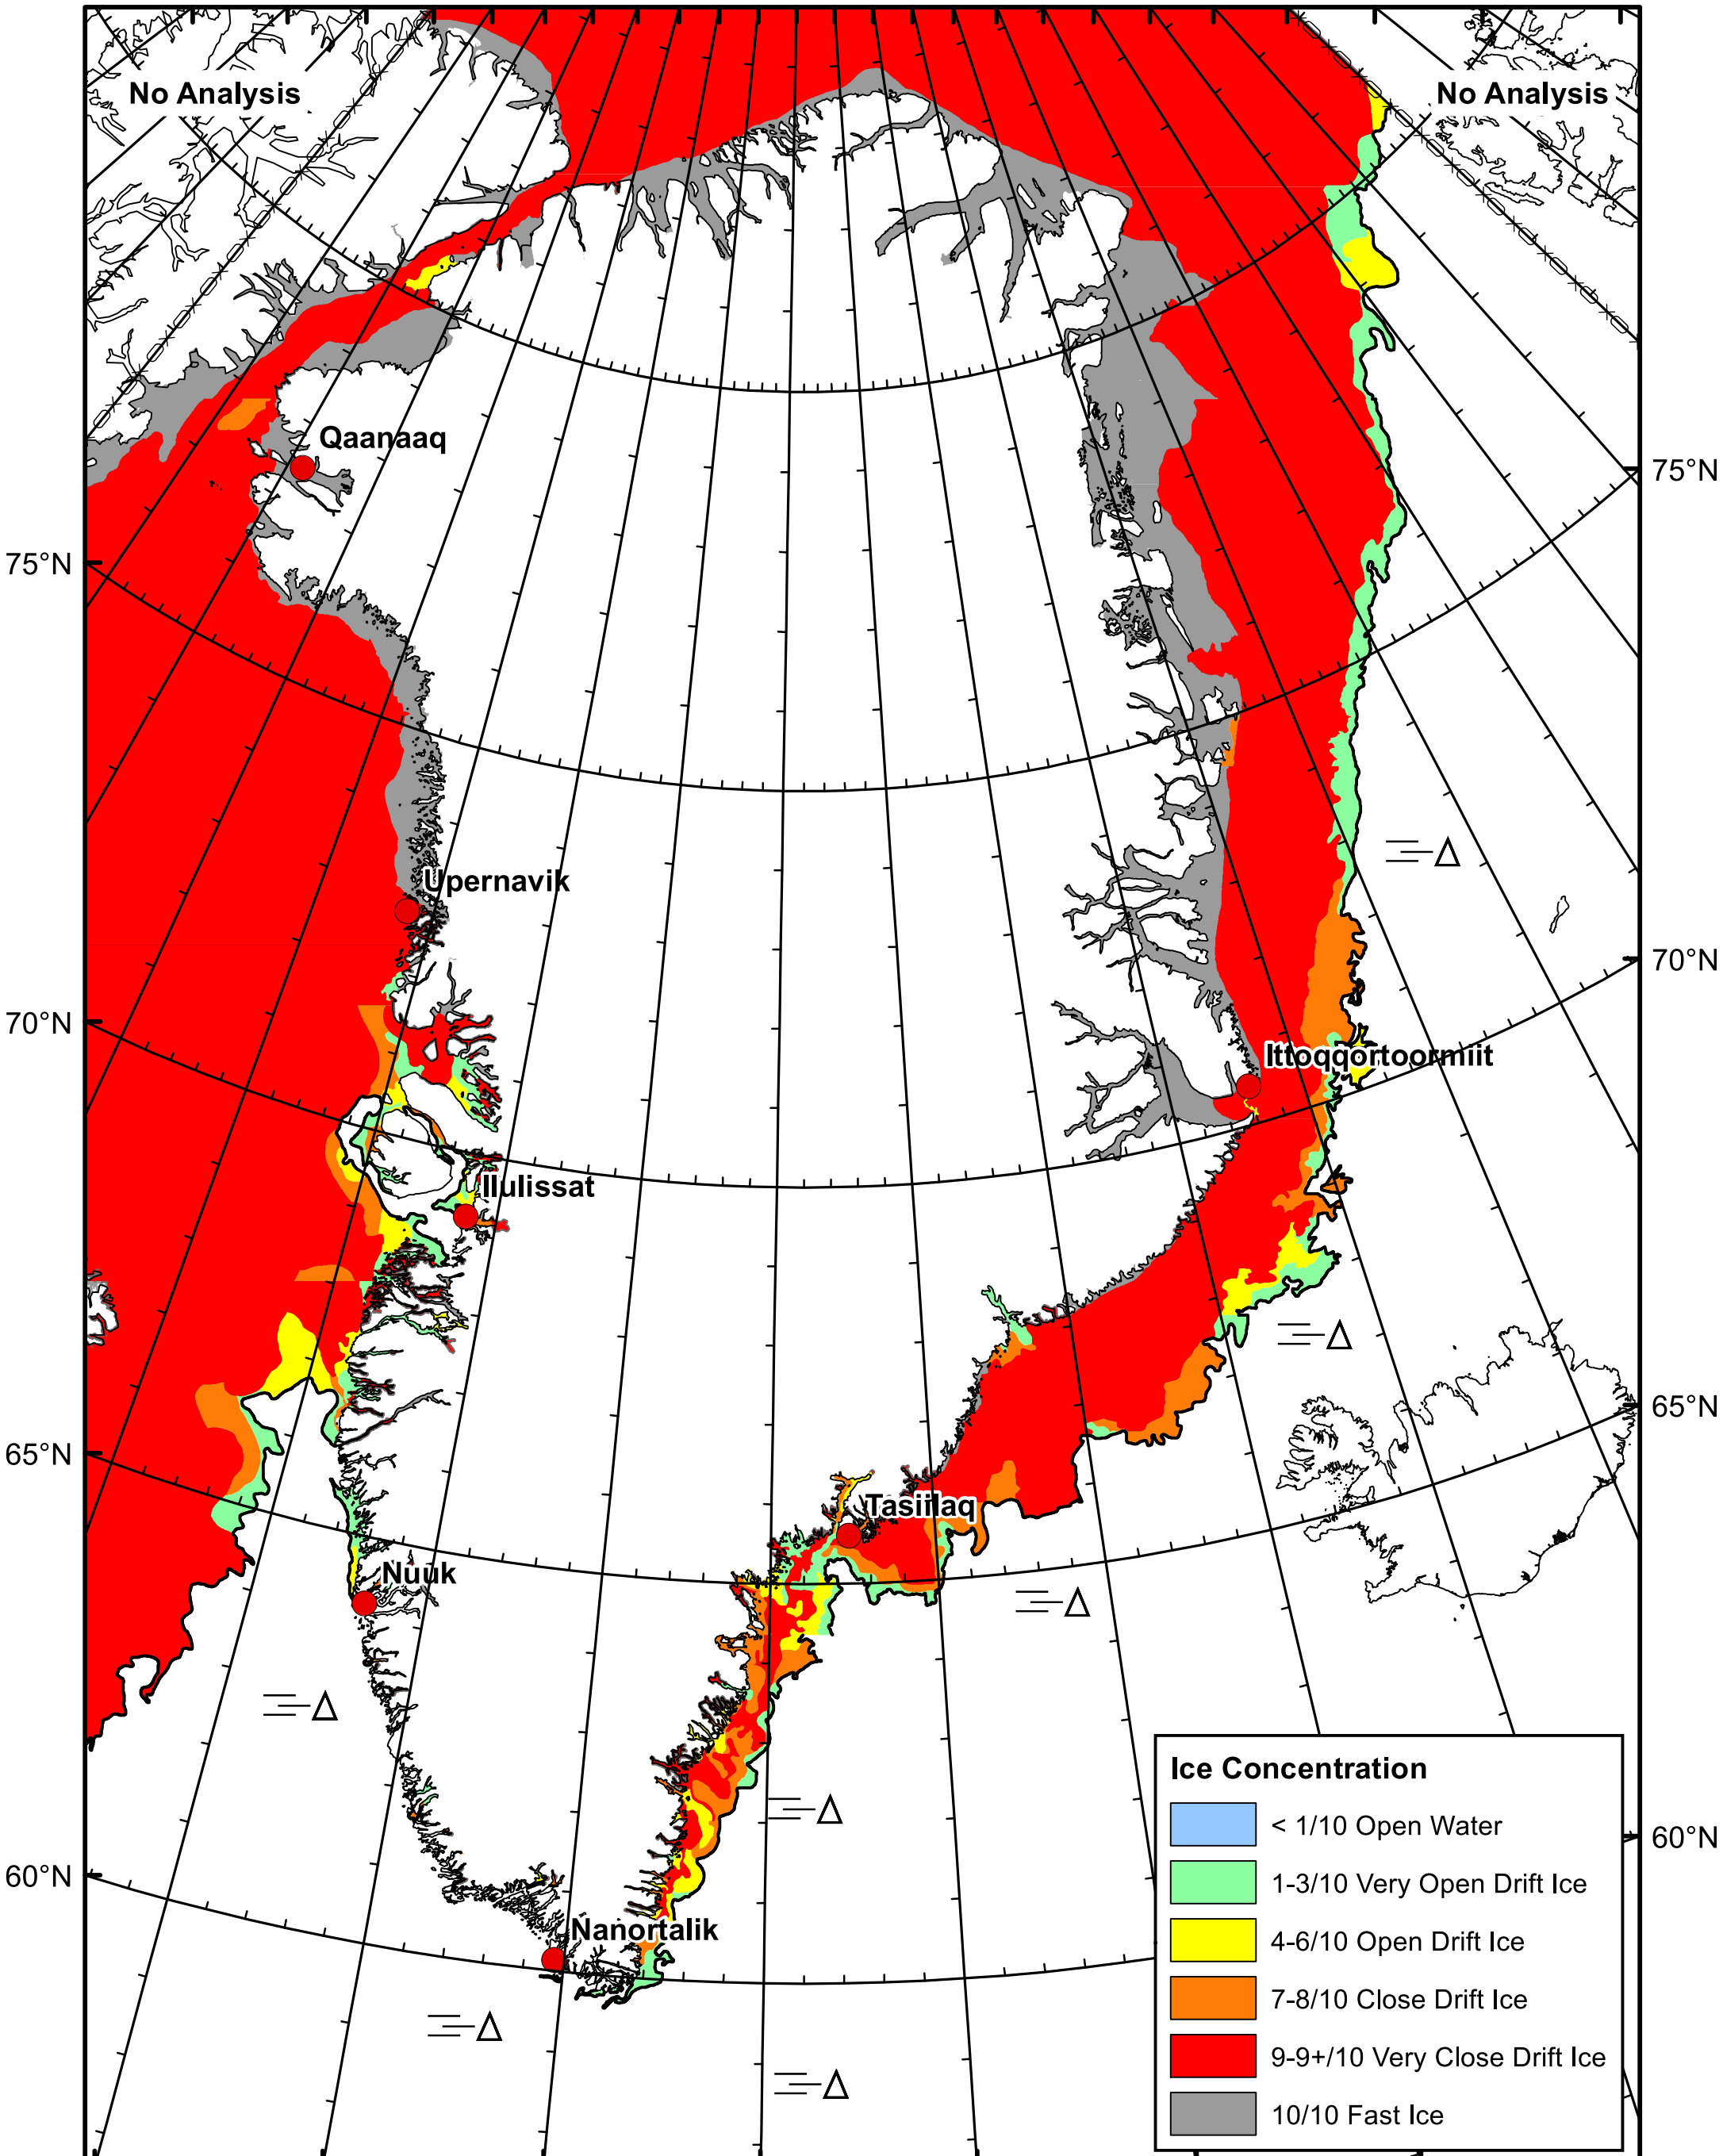 No Analysis
No Analysis
Qaanaaq
75°N
75°N
Upernavik
70°N
70°N
Ittoqqortoormiit
Ilulissat
65°N
65°N
Tasiilaq
Nuuk
Ice Concentration
< 1/10 Open Water
60°N
60°N
1-3/10 Very Open Drift Ice
Nanortalik
4-6/10 Open Drift Ice
7-8/10 Close Drift Ice
9-9+/10 Very Close Drift Ice
10/10 Fast Ice